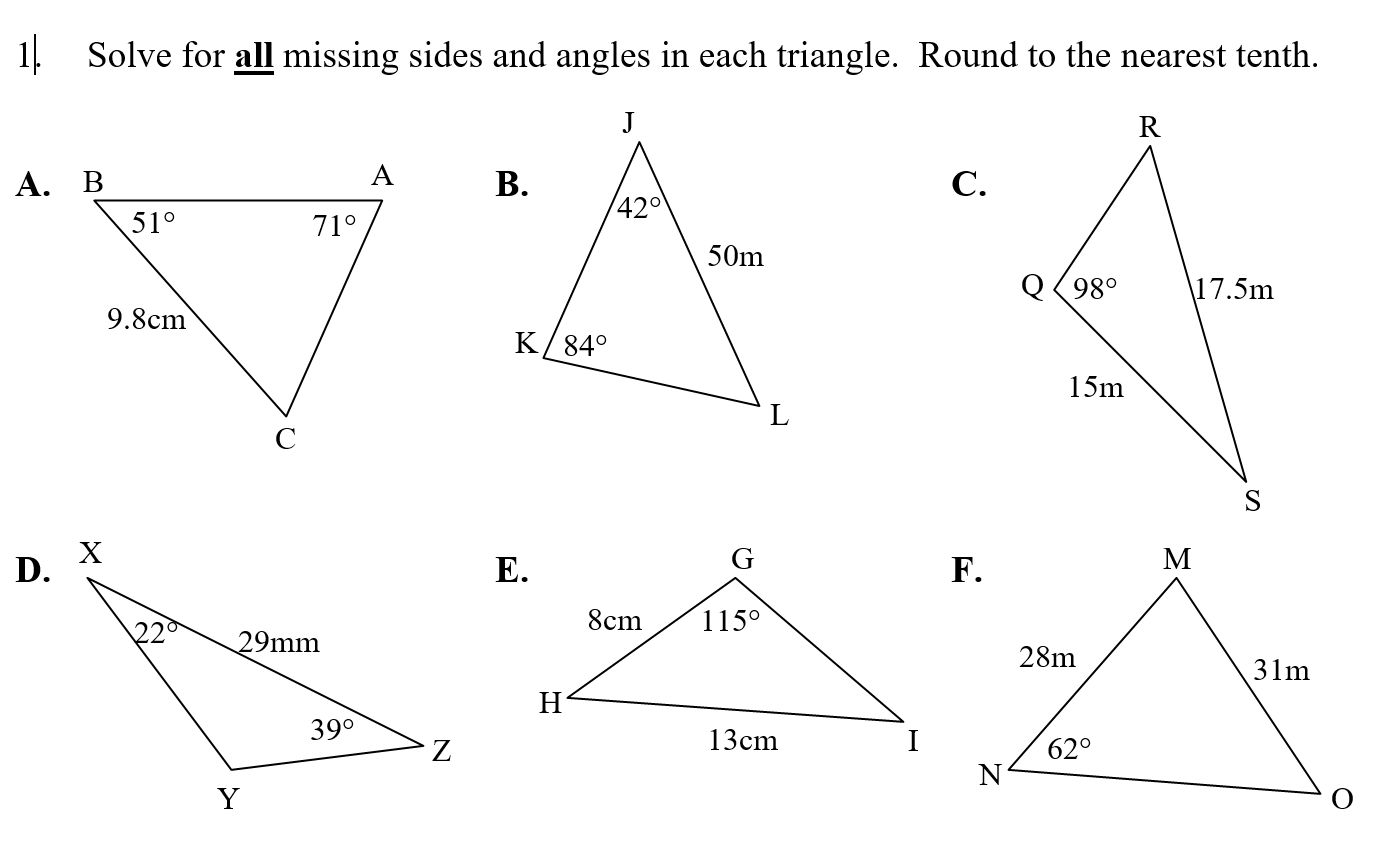 1. Solve for all missing sides and angles in each triangle. Round to the nearest tenth.
A. B A
51° 71°
9.8cm
C
B. J
42°
50m
K 84°
L
C. R
Q 98° 17.5m
15m
S
D. X
22° 29mm
39° Z
Y
E. G
8cm 115°
H
13cm I
F. M
28m 31m
62°
N O